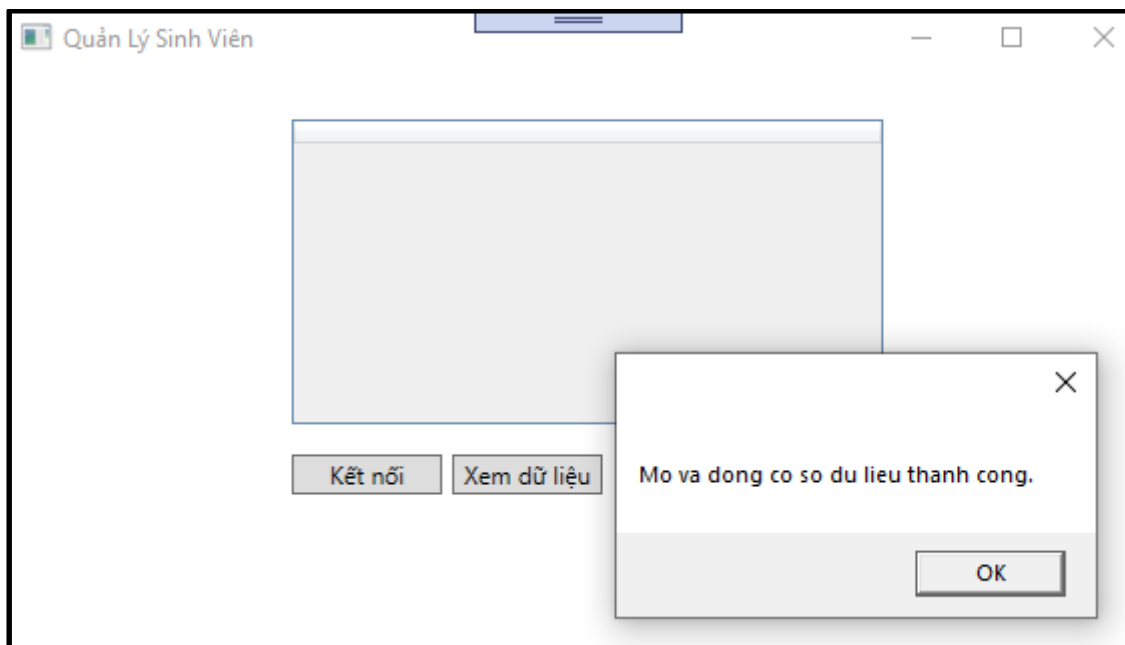 Quản Lý Sinh Viên
Kết nối Xem dữ liệu
Mo va dong co so du lieu thanh cong.
OK